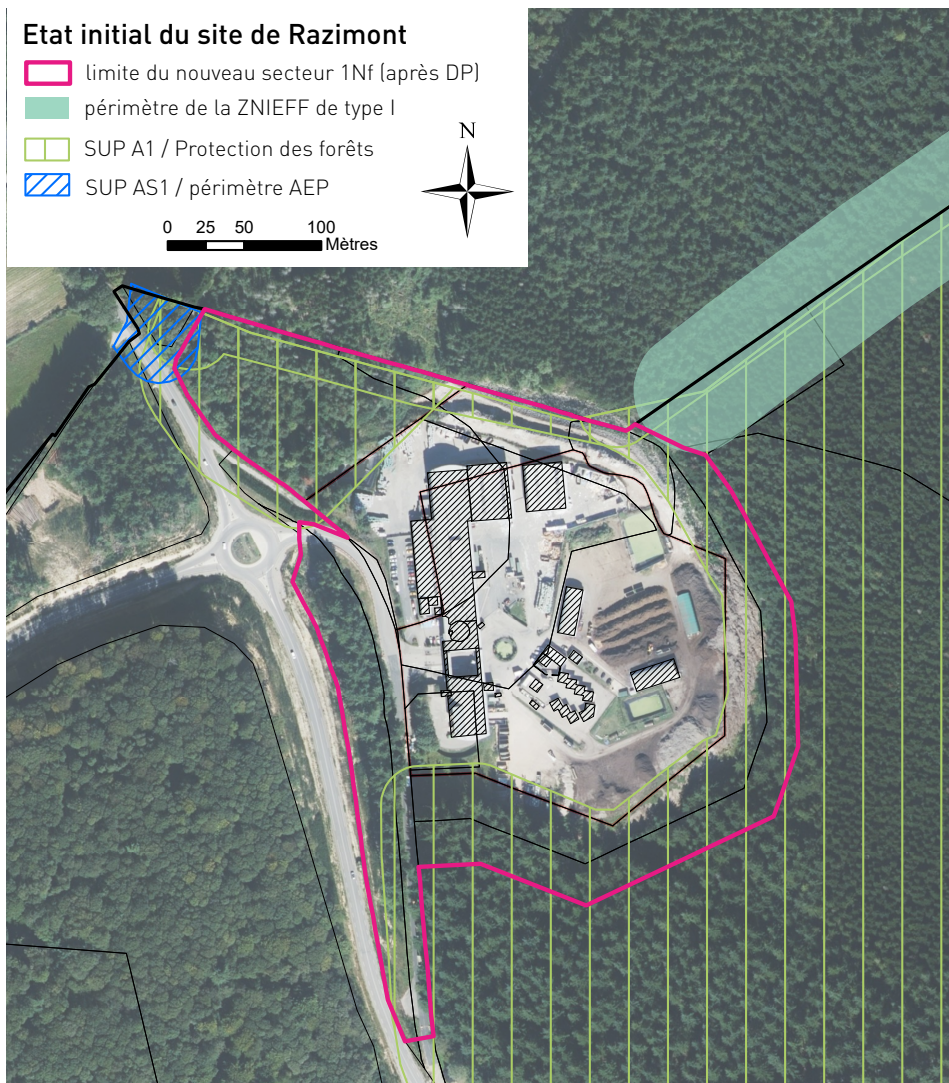 Etat initial du site de Razimont
limite du nouveau secteur 1Nf (après DP)
périmètre de la ZNIEFF de type I
SUP A1 / Protection des forêts
SUP AS1 / périmètre AEP
N
0 25 50 100
Mètres